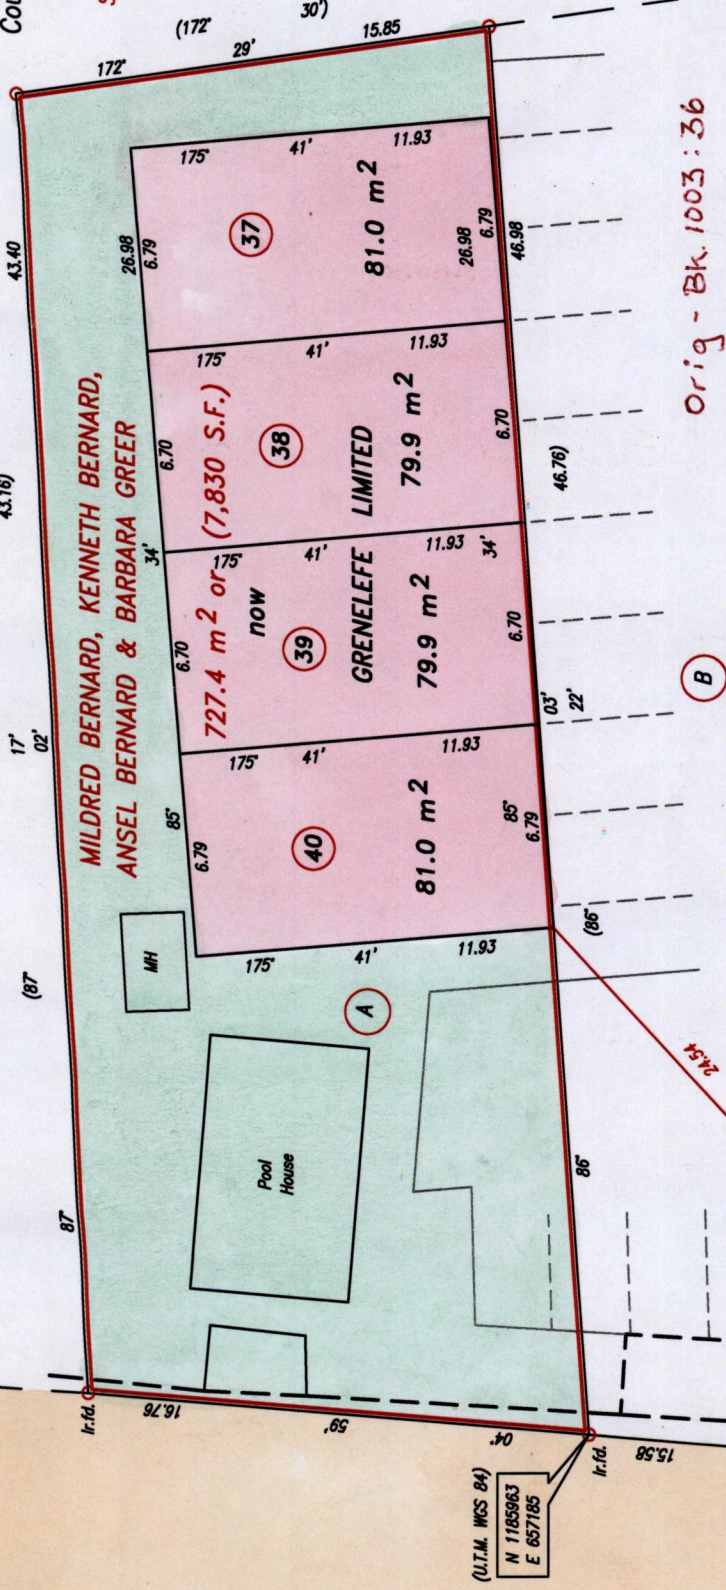 Cou
(172° 29' 30")
172°
15.85
43.40
43.16)
17'
02'
(87°
87°
MILDRED BERNARD, KENNETH BERNARD,
ANSEL BERNARD & BARBARA GREER
727.4 m² or (7,830 S.F.)
now
GRENELEFE LIMITED
26.98
6.79
175° 41' 11.93
37
81.0 m²
26.98
6.79
46.98
6.70
175° 41' 11.93
38
79.9 m²
6.70
46.76)
34'
6.70
175° 41' 11.93
39
79.9 m²
34'
6.70
03'
22'
85°
6.79
175° 41' 11.93
40
81.0 m²
85°
6.79
(86°
175° 41' 11.93
MH
A
B
Pool
House
86°
24.54
Orig - BK. 1003 : 36
Ir.fd.
16.76
59'
04°
Ir.fd.
15.58
(U.T.M. WGS 84)
N 1185963
E 657185